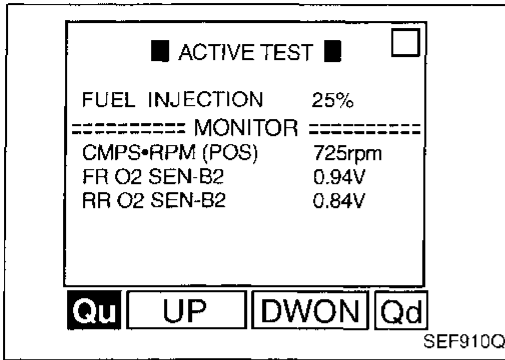 ACTIVE TEST
FUEL INJECTION 25%
========== MONITOR ==========
CMPS•RPM (POS) 725rpm
FR O2 SEN-B2 0.94V
RR O2 SEN-B2 0.84V
Qu UP DWON Qd
SEF910Q